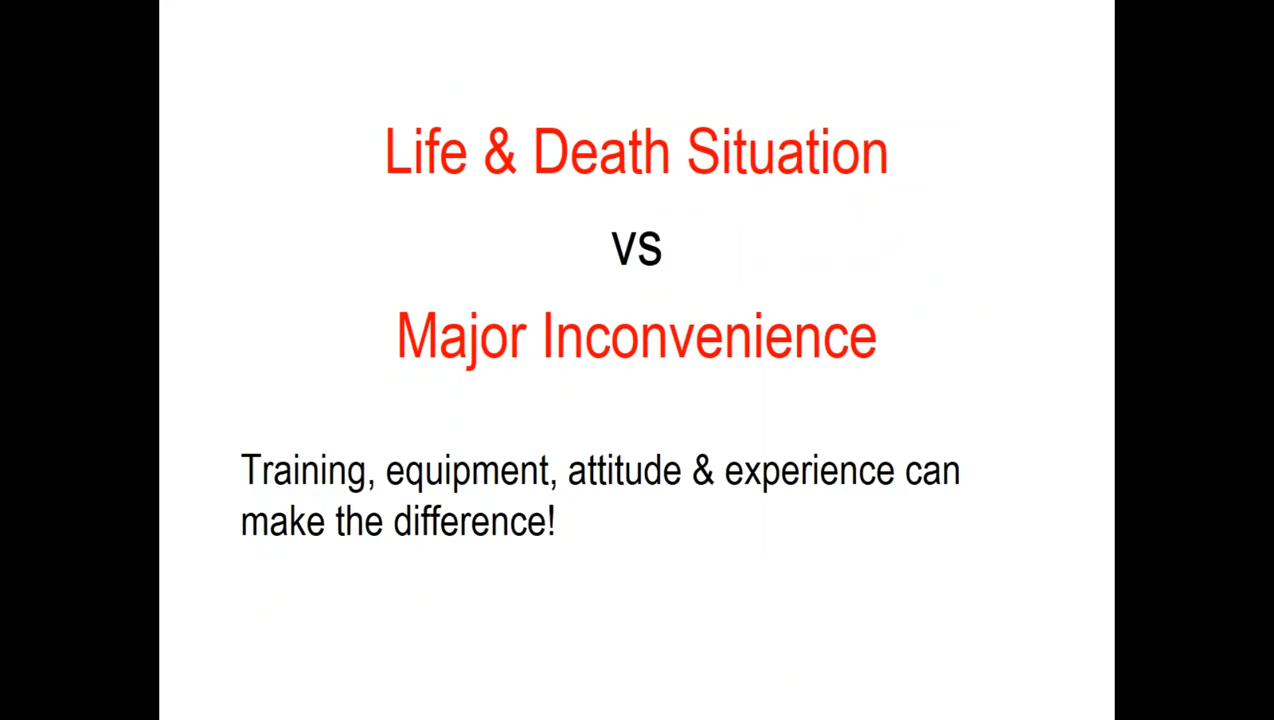 Life & Death Situation
vs
Major Inconvenience
Training, equipment, attitude & experience can
make the difference!